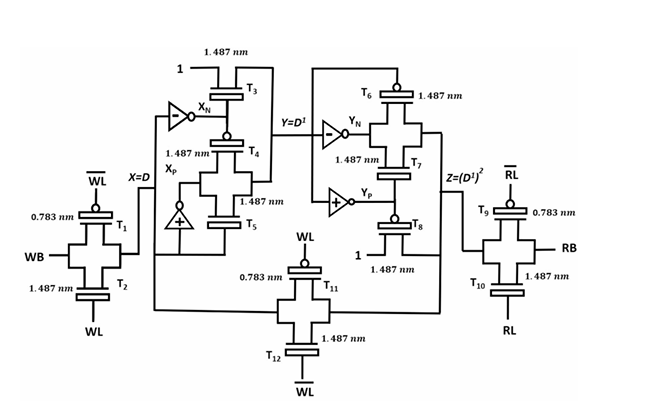 1.487 nm
1
T3
XN
1.487 nm
T4
XP
1.487 nm
T5
X=D
WL
0.783 nm
T1
WB
1.487 nm
T2
WL
Y=D¹
T6
1.487 nm
YN
1.487 nm
T7
YP
T8
1
1.487 nm
Z=(D¹)²
RL
T9
0.783 nm
RB
1.487 nm
T10
RL
WL
0.783 nm
T11
1.487 nm
T12
WL
-
+
-
+